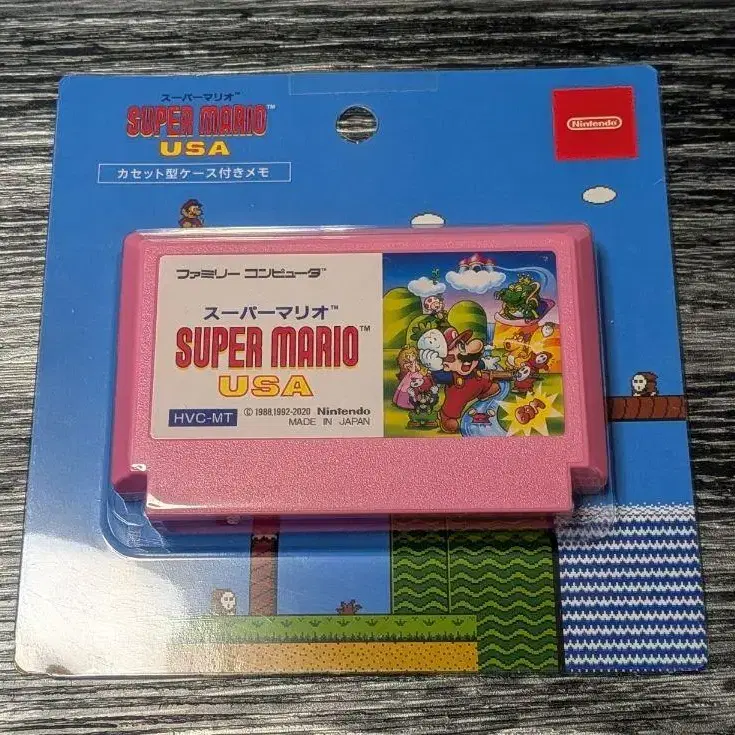 スーパーマリオ™
SUPER MARIO™
USA
カセット型ケース付きメモ
Nintendo
ファミリー コンピュータ™
スーパーマリオ™
SUPER MARIO™
USA
HVC-MT
© 1988,1992-2020 Nintendo
MADE IN JAPAN